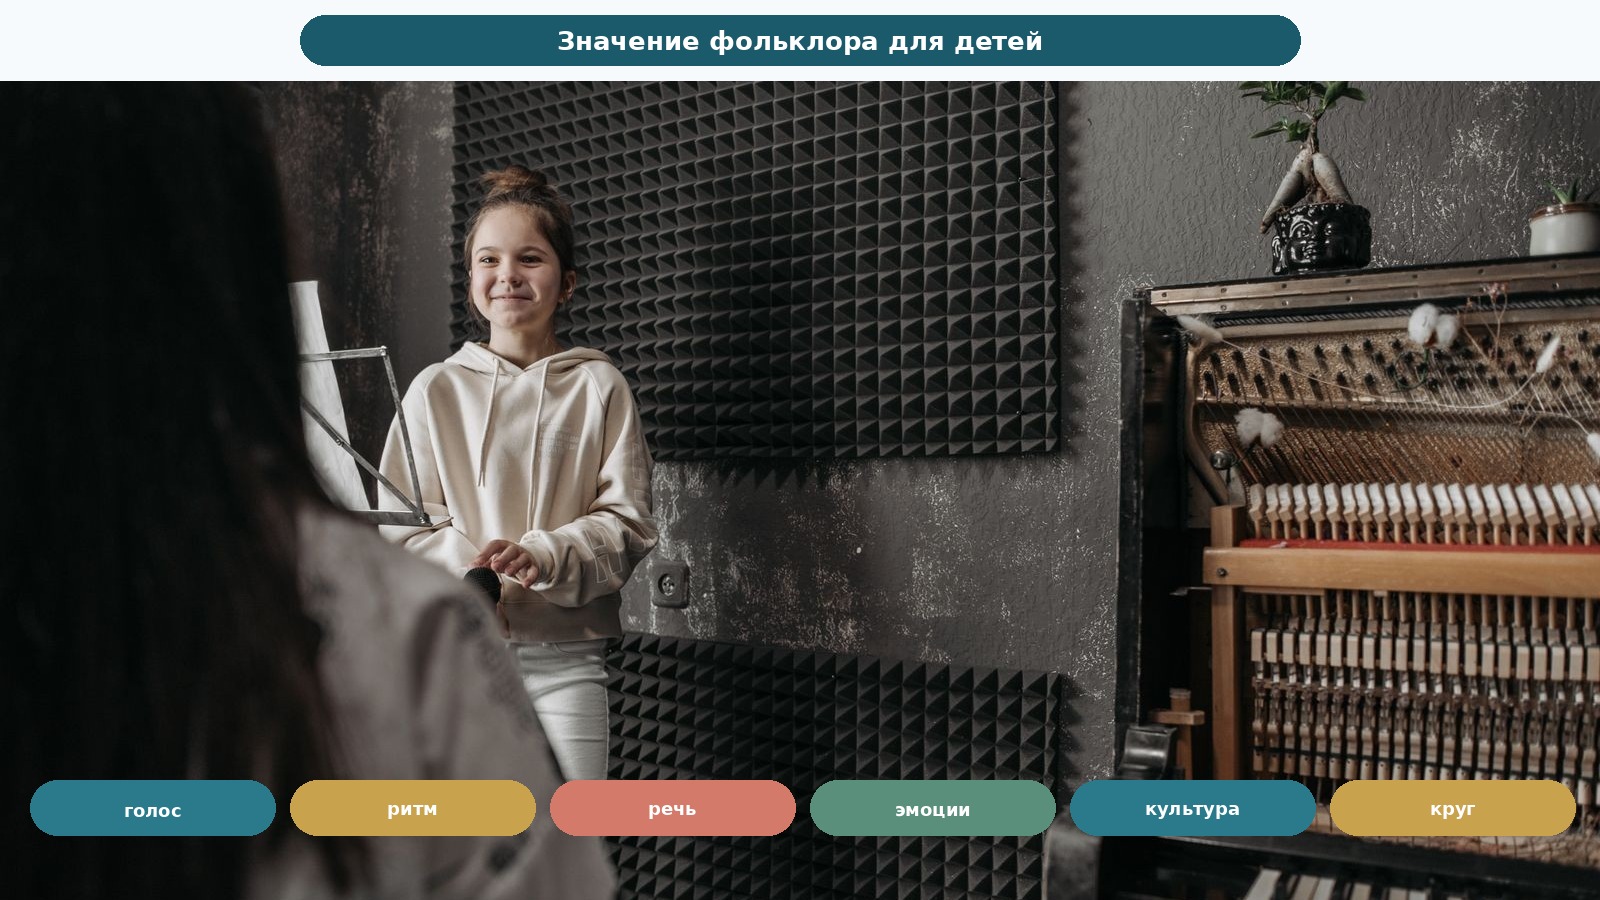 Значение фольклора для детей
голос
ритм
речь
эмоции
культура
круг